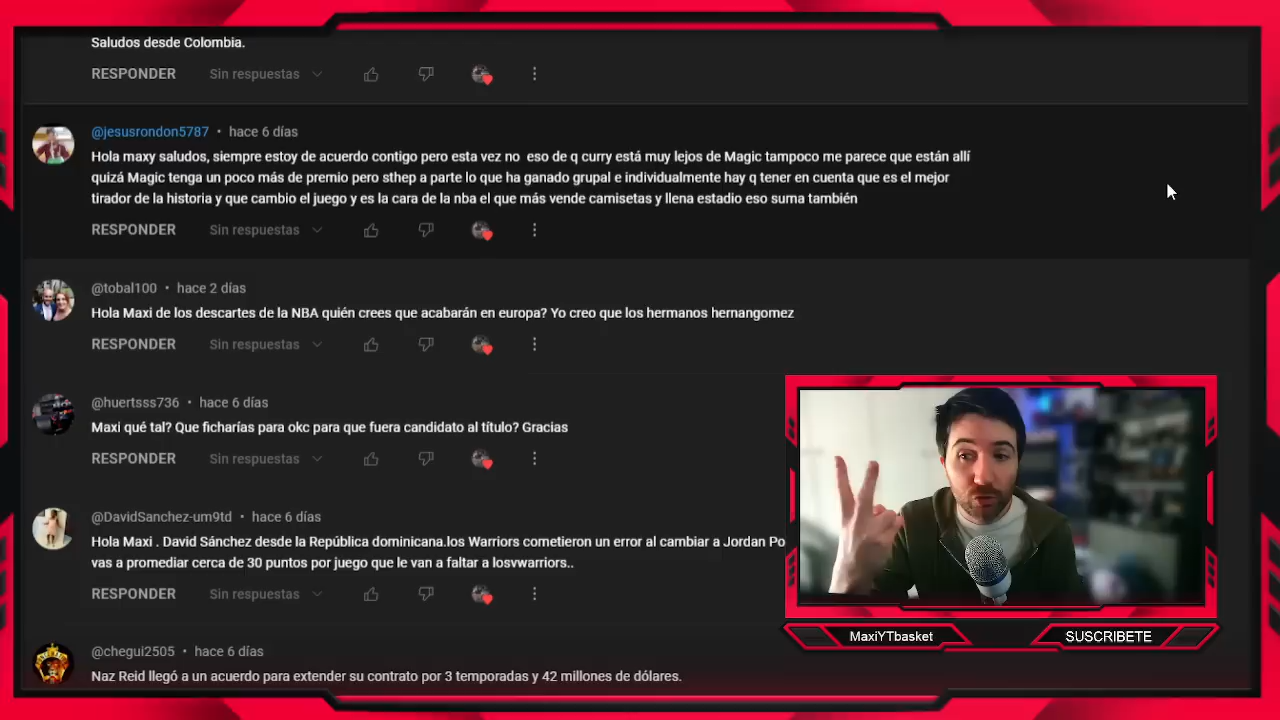 Saludos desde Colombia.
RESPONDER Sin respuestas
@jesusrondon5787 • hace 6 días
Hola maxy saludos, siempre estoy de acuerdo contigo pero esta vez no eso de q curry está muy lejos de Magic tampoco me parece que están allí
quizá Magic tenga un poco más de premio pero sthep a parte lo que ha ganado grupal e individualmente hay q tener en cuenta que es el mejor
tirador de la historia y que cambio el juego y es la cara de la nba el que más vende camisetas y llena estadio eso suma también
RESPONDER Sin respuestas
@tobal100 • hace 2 días
Hola Maxi de los descartes de la NBA quién crees que acabarán en europa? Yo creo que los hermanos hernangomez
RESPONDER Sin respuestas
@huertsss736 • hace 6 días
Maxi qué tal? Que ficharías para okc para que fuera candidato al título? Gracias
RESPONDER Sin respuestas
@DavidSanchez-um9td • hace 6 días
Hola Maxi . David Sánchez desde la República dominicana.los Warriors cometieron un error al cambiar a Jordan Po
vas a promediar cerca de 30 puntos por juego que le van a faltar a losvwarriors..
RESPONDER Sin respuestas
MaxiYTbasket
SUSCRIBETE
@chegui2505 • hace 6 días
Naz Reid llegó a un acuerdo para extender su contrato por 3 temporadas y 42 millones de dólares.